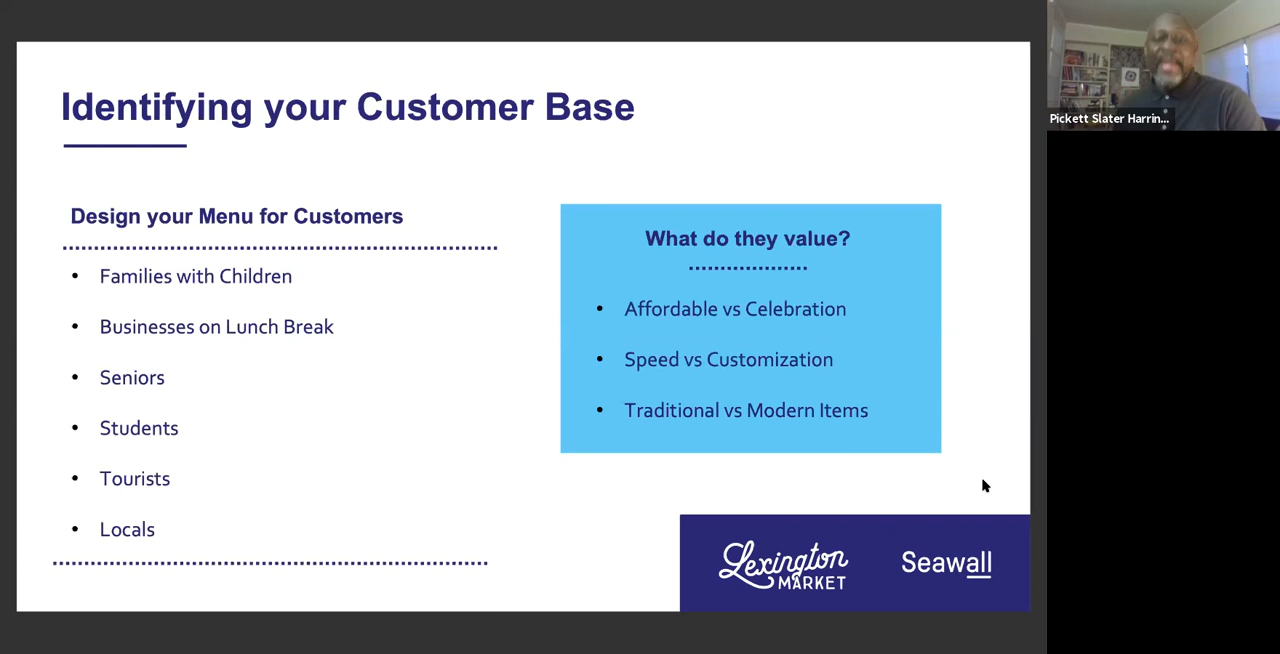 Identifying your Customer Base
Design your Menu for Customers
Families with Children
Businesses on Lunch Break
Seniors
Students
Tourists
Locals
What do they value?
Affordable vs Celebration
Speed vs Customization
Traditional vs Modern Items
Lexington
MARKET
Seawall
Pickett Slater Harrin...